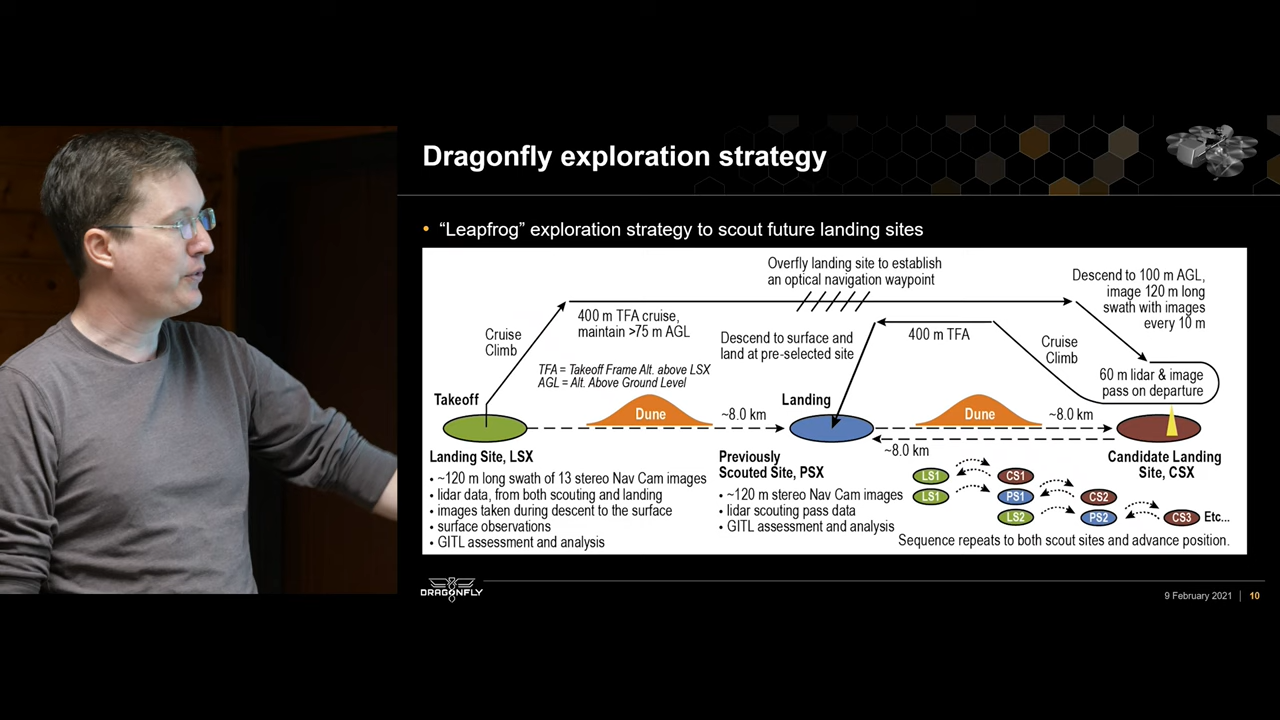 Dragonfly exploration strategy
• “Leapfrog” exploration strategy to scout future landing sites
Overfly landing site to establish
an optical navigation waypoint
Descend to 100 m AGL,
image 120 m long
swath with images
every 10 m
Cruise
Climb
400 m TFA cruise,
maintain >75 m AGL
Descend to surface and
land at pre-selected site
400 m TFA
Cruise
Climb
60 m lidar & image
pass on departure
TFA = Takeoff Frame Alt. above LSX
AGL = Alt. Above Ground Level
Takeoff
Dune
~8.0 km
Landing
Dune
~8.0 km
~8.0 km
Landing Site, LSX
• ~120 m long swath of 13 stereo Nav Cam images
• lidar data, from both scouting and landing
• images taken during descent to the surface
• surface observations
• GITL assessment and analysis
Previously
Scouted Site, PSX
• ~120 m stereo Nav Cam images
• lidar scouting pass data
• GITL assessment and analysis
Candidate Landing
Site, CSX
LS1 CS1
LS1 PS1 CS2
LS2 PS2 CS3 Etc...
Sequence repeats to both scout sites and advance position.
DRAGONFLY
9 February 2021 | 10